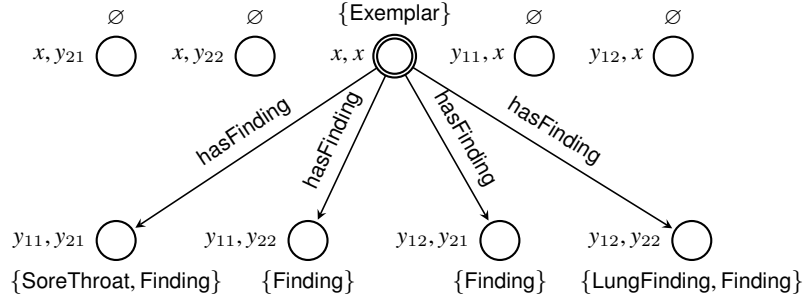 ∅ ∅ {Exemplar} ∅ ∅
x, y₂₁ x, y₂₂ x, x y₁₁, x y₁₂, x
hasFinding hasFinding hasFinding hasFinding
y₁₁, y₂₁ y₁₁, y₂₂ y₁₂, y₂₁ y₁₂, y₂₂
{SoreThroat, Finding} {Finding} {Finding} {LungFinding, Finding}